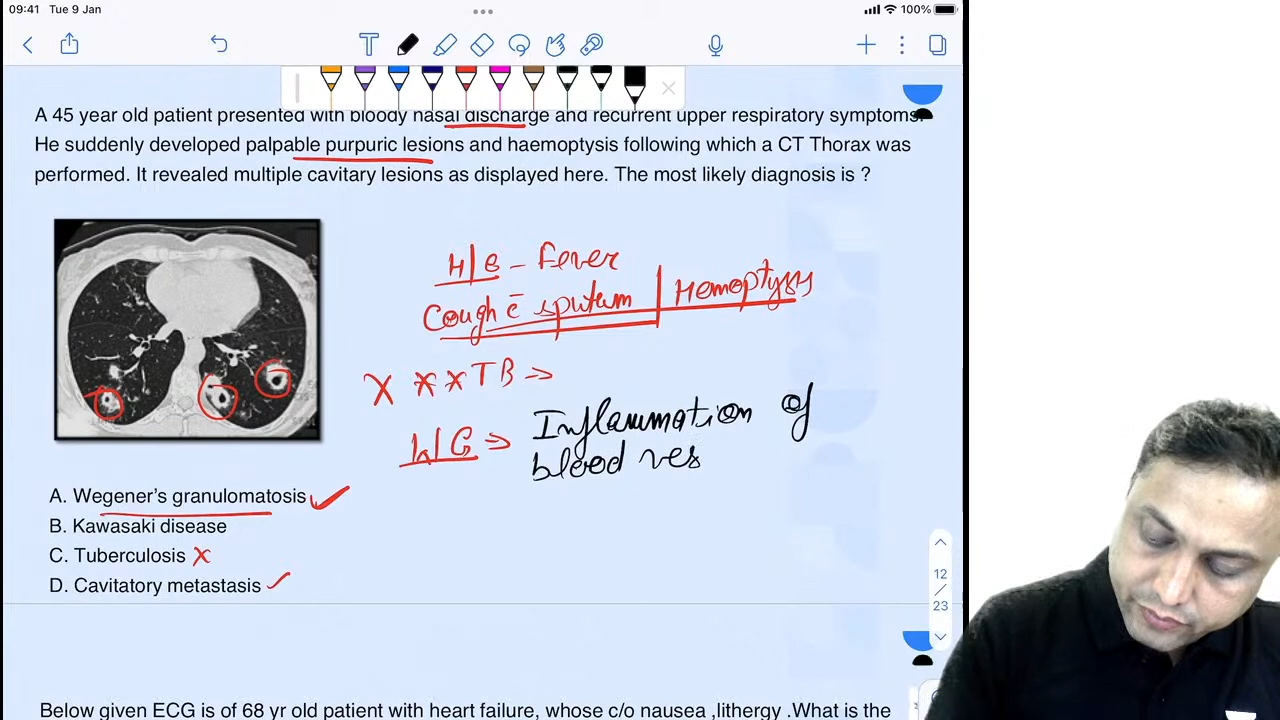 09:41 Tue 9 Jan
100%
A 45 year old patient presented with bloody nasal discharge and recurrent upper respiratory symptoms.
He suddenly developed palpable purpuric lesions and haemoptysis following which a CT Thorax was
performed. It revealed multiple cavitary lesions as displayed here. The most likely diagnosis is ?
H/O - Fever
Cough c̄ sputum | Hemoptysis
X **TB ⇒
WG ⇒ Inflammation of
blood ves
A. Wegener's granulomatosis ✓
B. Kawasaki disease
C. Tuberculosis X
D. Cavitatory metastasis ✓
12
/
23
Below given ECG is of 68 yr old patient with heart failure, whose c/o nausea ,lithergy .What is the